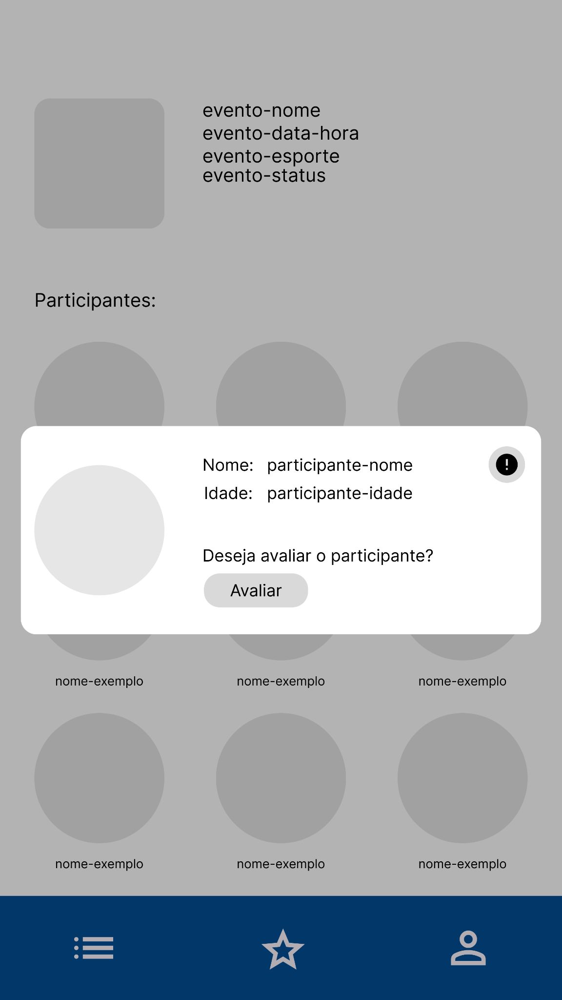 evento-nome
evento-data-hora
evento-esporte
evento-status
Participantes:
Nome: participante-nome
!
Idade: participante-idade
Deseja avaliar o participante?
Avaliar
nome-exemplo nome-exemplo nome-exemplo
nome-exemplo nome-exemplo nome-exemplo